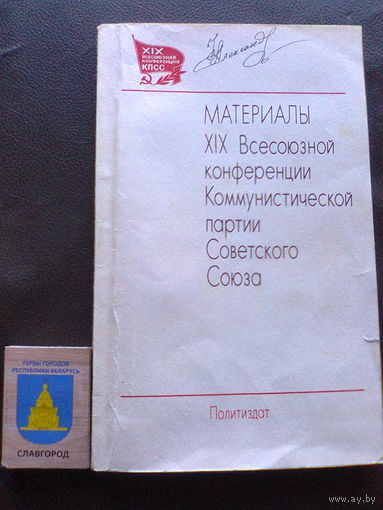 XIX
ВСЕСОЮЗНАЯ
КОНФЕРЕНЦИЯ
КПСС
МАТЕРИАЛЫ
XIX Всесоюзной
конференции
Коммунистической
партии
Советского
Союза
Политиздат
ГЕРБЫ ГОРОДОВ
РЕСПУБЛИКИ БЕЛАРУСЬ
СЛАВГОРОД
www.ay.by